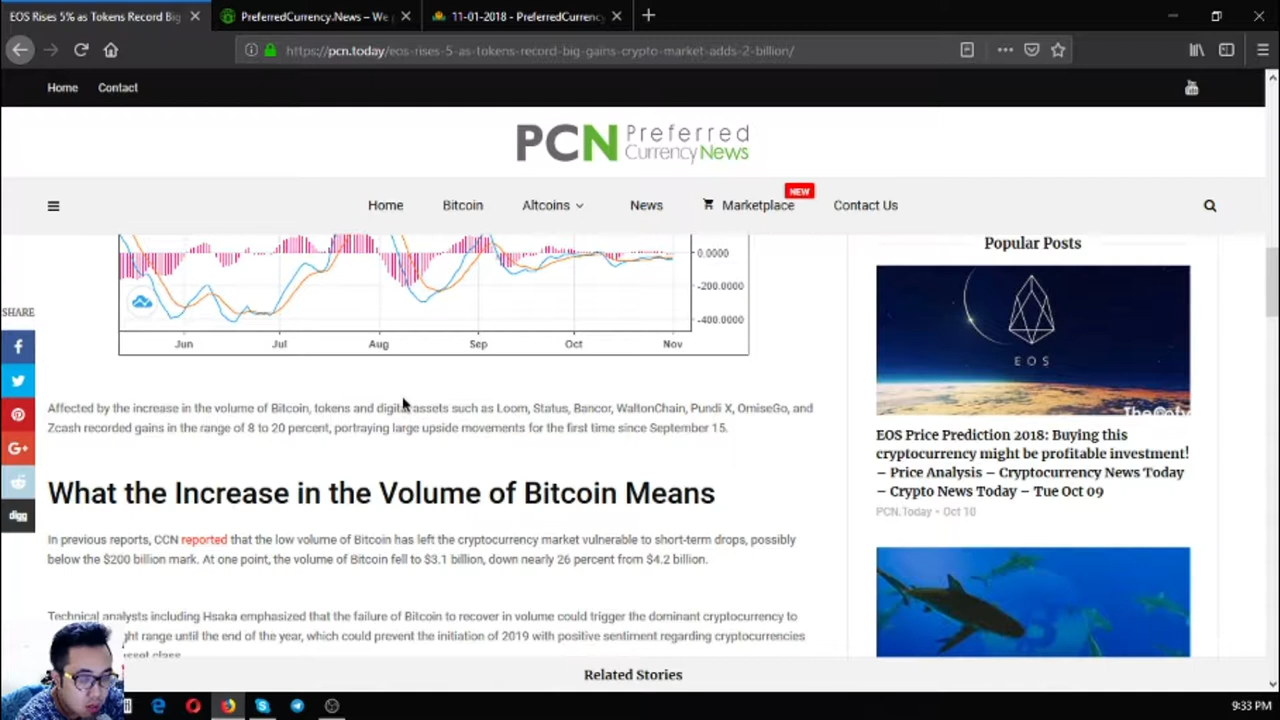 EOS Rises 5% as Tokens Record Big
PreferredCurrency.News – We
11-01-2018 - PreferredCurrency
https://pcn.today/eos-rises-5-as-tokens-record-big-gains-crypto-market-adds-2-billion/
Home Contact
PCN Preferred
CurrencyNews
Home Bitcoin Altcoins News Marketplace NEW Contact Us
0.0000
-200.0000
-400.0000
Jun Jul Aug Sep Oct Nov
SHARE
digg
Affected by the increase in the volume of Bitcoin, tokens and digital assets such as Loom, Status, Bancor, WaltonChain, Pundi X, OmiseGo, and
Zcash recorded gains in the range of 8 to 20 percent, portraying large upside movements for the first time since September 15.
What the Increase in the Volume of Bitcoin Means
In previous reports, CCN reported that the low volume of Bitcoin has left the cryptocurrency market vulnerable to short-term drops, possibly
below the $200 billion mark. At one point, the volume of Bitcoin fell to $3.1 billion, down nearly 26 percent from $4.2 billion.
Technical analysts including Hsaka emphasized that the failure of Bitcoin to recover in volume could trigger the dominant cryptocurrency to
range until the end of the year, which could prevent the initiation of 2019 with positive sentiment regarding cryptocurrencies
class.
Popular Posts
EOS
EOS Price Prediction 2018: Buying this
cryptocurrency might be profitable investment!
– Price Analysis – Cryptocurrency News Today
– Crypto News Today – Tue Oct 09
PCN.Today - Oct 10
Related Stories
9:33 PM